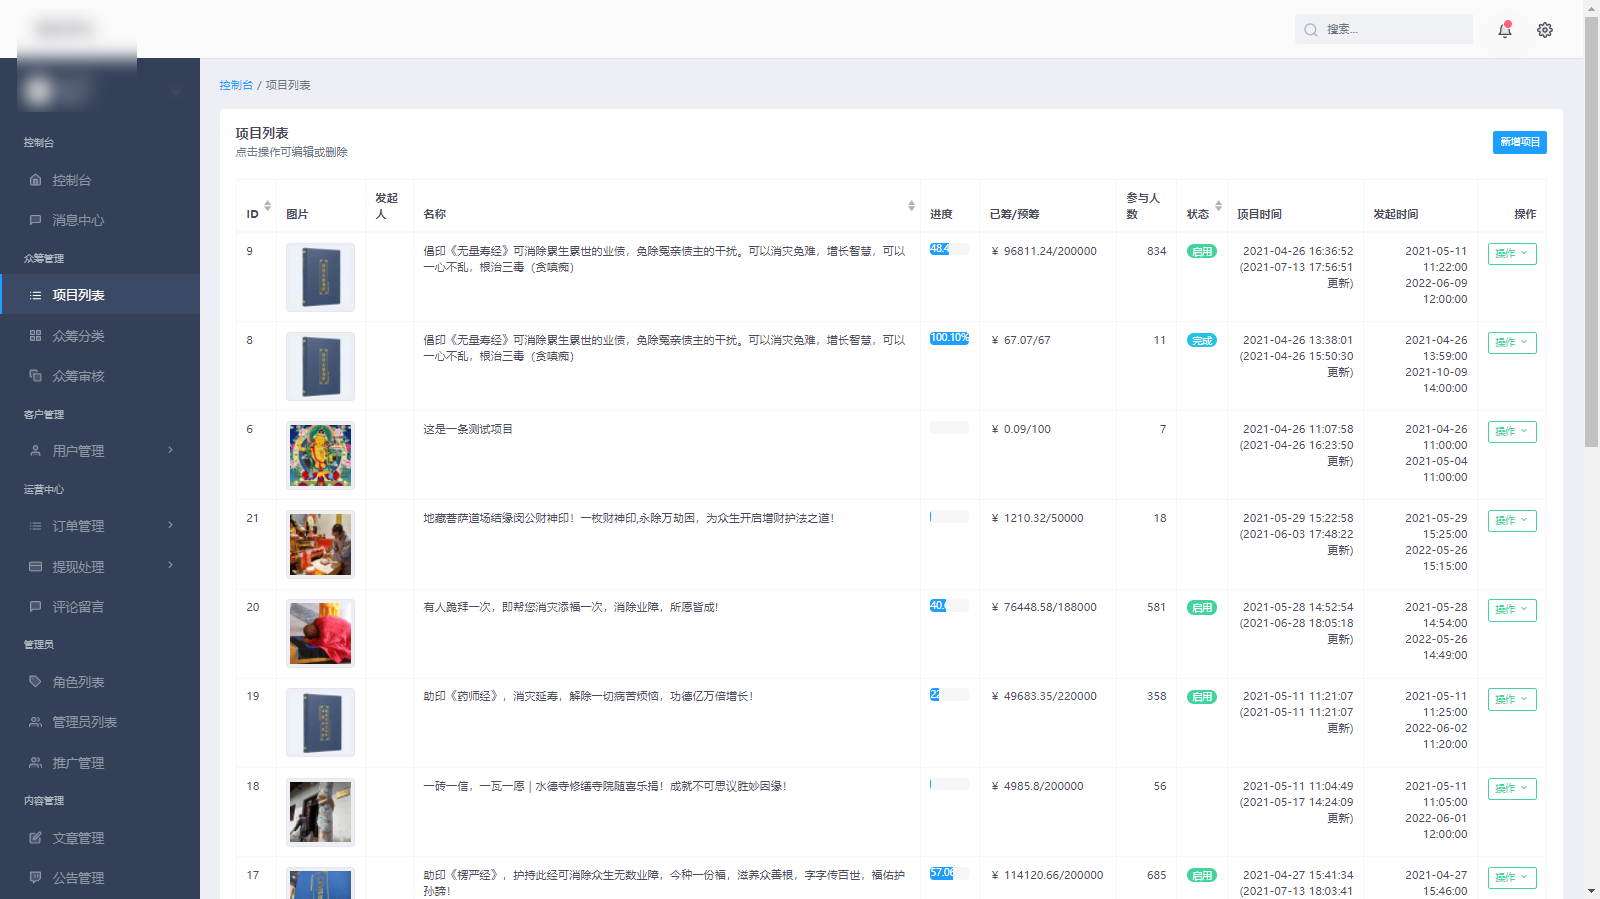 搜索...
控制台 / 项目列表
控制台
控制台
消息中心
众筹管理
项目列表
众筹分类
众筹审核
客户管理
用户管理
运营中心
订单管理
提现处理
评论留言
管理员
角色列表
管理员列表
推广管理
内容管理
文章管理
公告管理
项目列表
点击操作可编辑或删除
新增项目
ID 图片 发起人 名称 进度 已筹/预筹 参与人数 状态 项目时间 发起时间 操作
9 倡印《无量寿经》可消除累生累世的业债，免除冤亲债主的干扰。可以消灾免难，增长智慧，可以 48.4 ¥ 96811.24/200000 834 启用 2021-04-26 16:36:52 2021-05-11 操作
一心不乱，根治三毒（贪嗔痴） (2021-07-13 17:56:51 11:22:00
更新) 2022-06-09
12:00:00
8 倡印《无量寿经》可消除累生累世的业债，免除冤亲债主的干扰。可以消灾免难，增长智慧，可以 100.10% ¥ 67.07/67 11 完成 2021-04-26 13:38:01 2021-04-26 操作
一心不乱，根治三毒（贪嗔痴） (2021-04-26 15:50:30 13:59:00
更新) 2021-10-09
14:00:00
6 这是一条测试项目 ¥ 0.09/100 7 2021-04-26 11:07:58 2021-04-26 操作
(2021-04-26 16:23:50 11:00:00
更新) 2021-05-04
11:00:00
21 地藏菩萨道场结缘闵公财神印！一枚财神印,永除万劫困，为众生开启增财护法之道！ ¥ 1210.32/50000 18 2021-05-29 15:22:58 2021-05-29 操作
(2021-06-03 17:48:22 15:25:00
更新) 2022-05-26
15:15:00
20 有人跪拜一次，即帮您消灾添福一次，消除业障，所愿皆成! 40. ¥ 76448.58/188000 581 启用 2021-05-28 14:52:54 2021-05-28 操作
(2021-06-28 18:05:18 14:54:00
更新) 2022-05-26
14:49:00
19 助印《药师经》，消灾延寿，解除一切病苦烦恼，功德亿万倍增长！ 22 ¥ 49683.35/220000 358 启用 2021-05-11 11:21:07 2021-05-11 操作
(2021-05-11 11:21:07 11:25:00
更新) 2022-06-02
11:20:00
18 一砖一信，一瓦一愿 | 水德寺修缮寺院随喜乐捐！成就不可思议胜妙因缘！ ¥ 4985.8/200000 56 2021-05-11 11:04:49 2021-05-11 操作
(2021-05-17 14:24:09 11:05:00
更新) 2022-06-01
12:00:00
17 助印《楞严经》，护持此经可消除众生无数业障，今种一份福，滋养众善根，字字传百世，福佑护 57.06 ¥ 114120.66/200000 685 启用 2021-04-27 15:41:34 2021-04-27 操作
孙蹄！ (2021-07-13 18:03:41 15:46:00